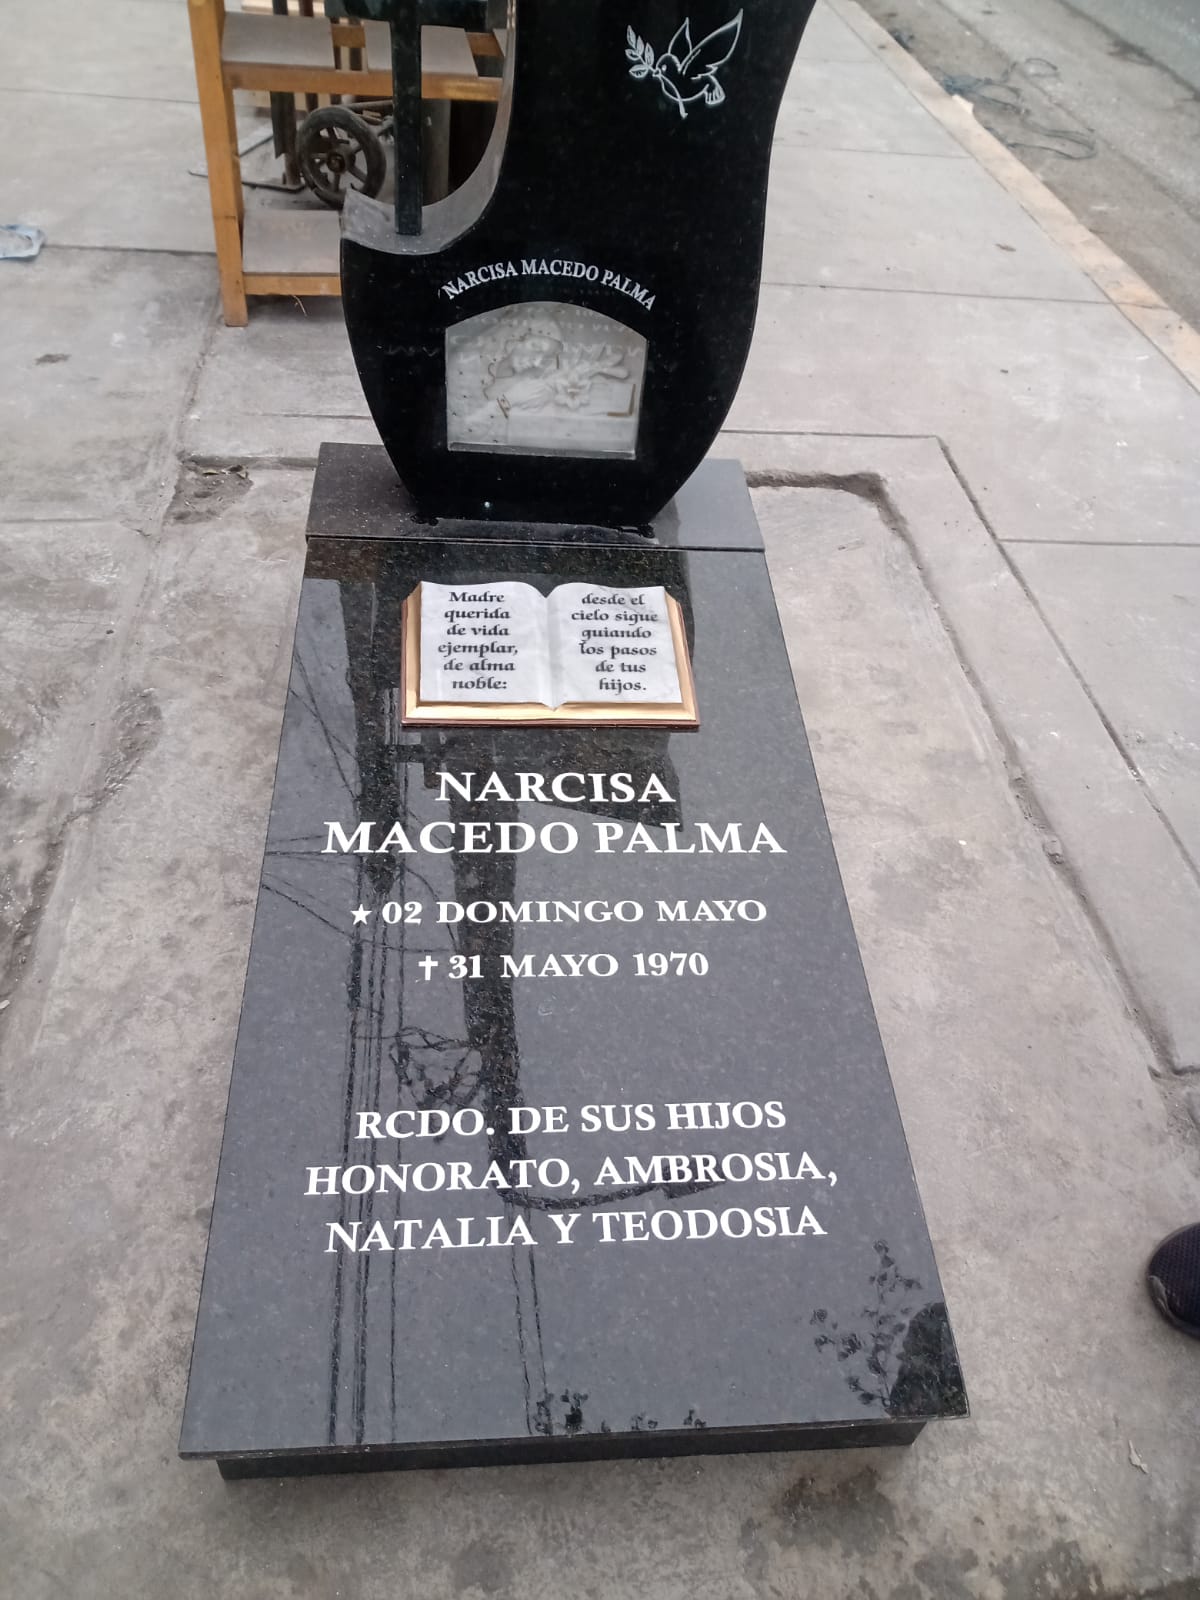 NARCISA MACEDO PALMA
Madre
querida
de vida
ejemplar,
de alma
noble:
desde el
cielo sigue
guiando
los pasos
de tus
hijos.
NARCISA
MACEDO PALMA
★ 02 DOMINGO MAYO
✝ 31 MAYO 1970
RCDO. DE SUS HIJOS
HONORATO, AMBROSIA,
NATALIA Y TEODOSIA